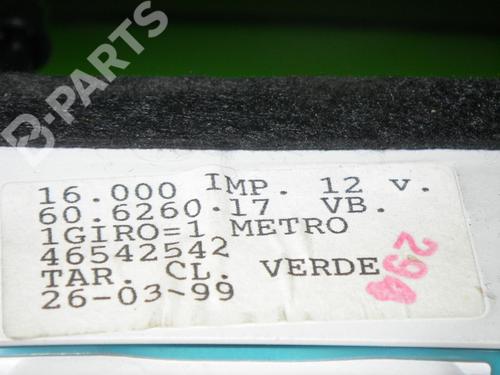 B-PARTS
16.000 IMP. 12 V.
60.6260.17 VB.
1GIRO=1 METRO
46542542
TAR. CL. VERDE
26-03-99